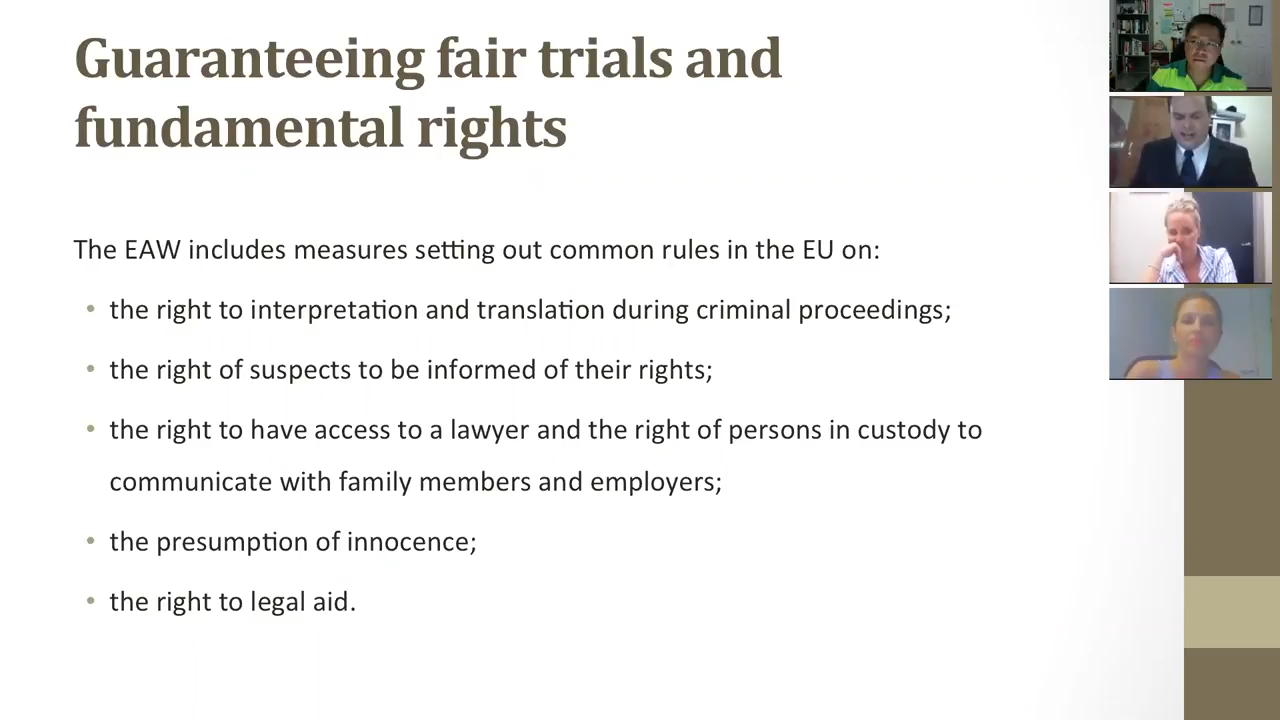 Guaranteeing fair trials and
fundamental rights
The EAW includes measures setting out common rules in the EU on:
• the right to interpretation and translation during criminal proceedings;
• the right of suspects to be informed of their rights;
• the right to have access to a lawyer and the right of persons in custody to
communicate with family members and employers;
• the presumption of innocence;
• the right to legal aid.